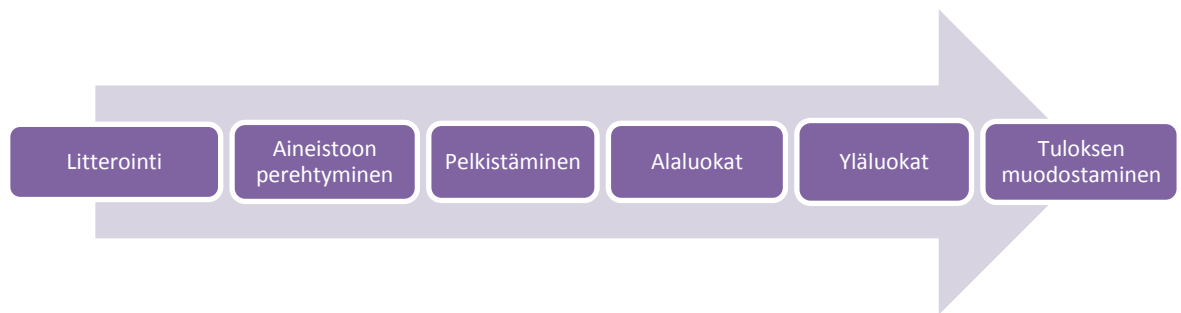 Litterointi
Aineistoon
perehtyminen
Pelkistäminen
Alaluokat
Yläluokat
Tuloksen
muodostaminen